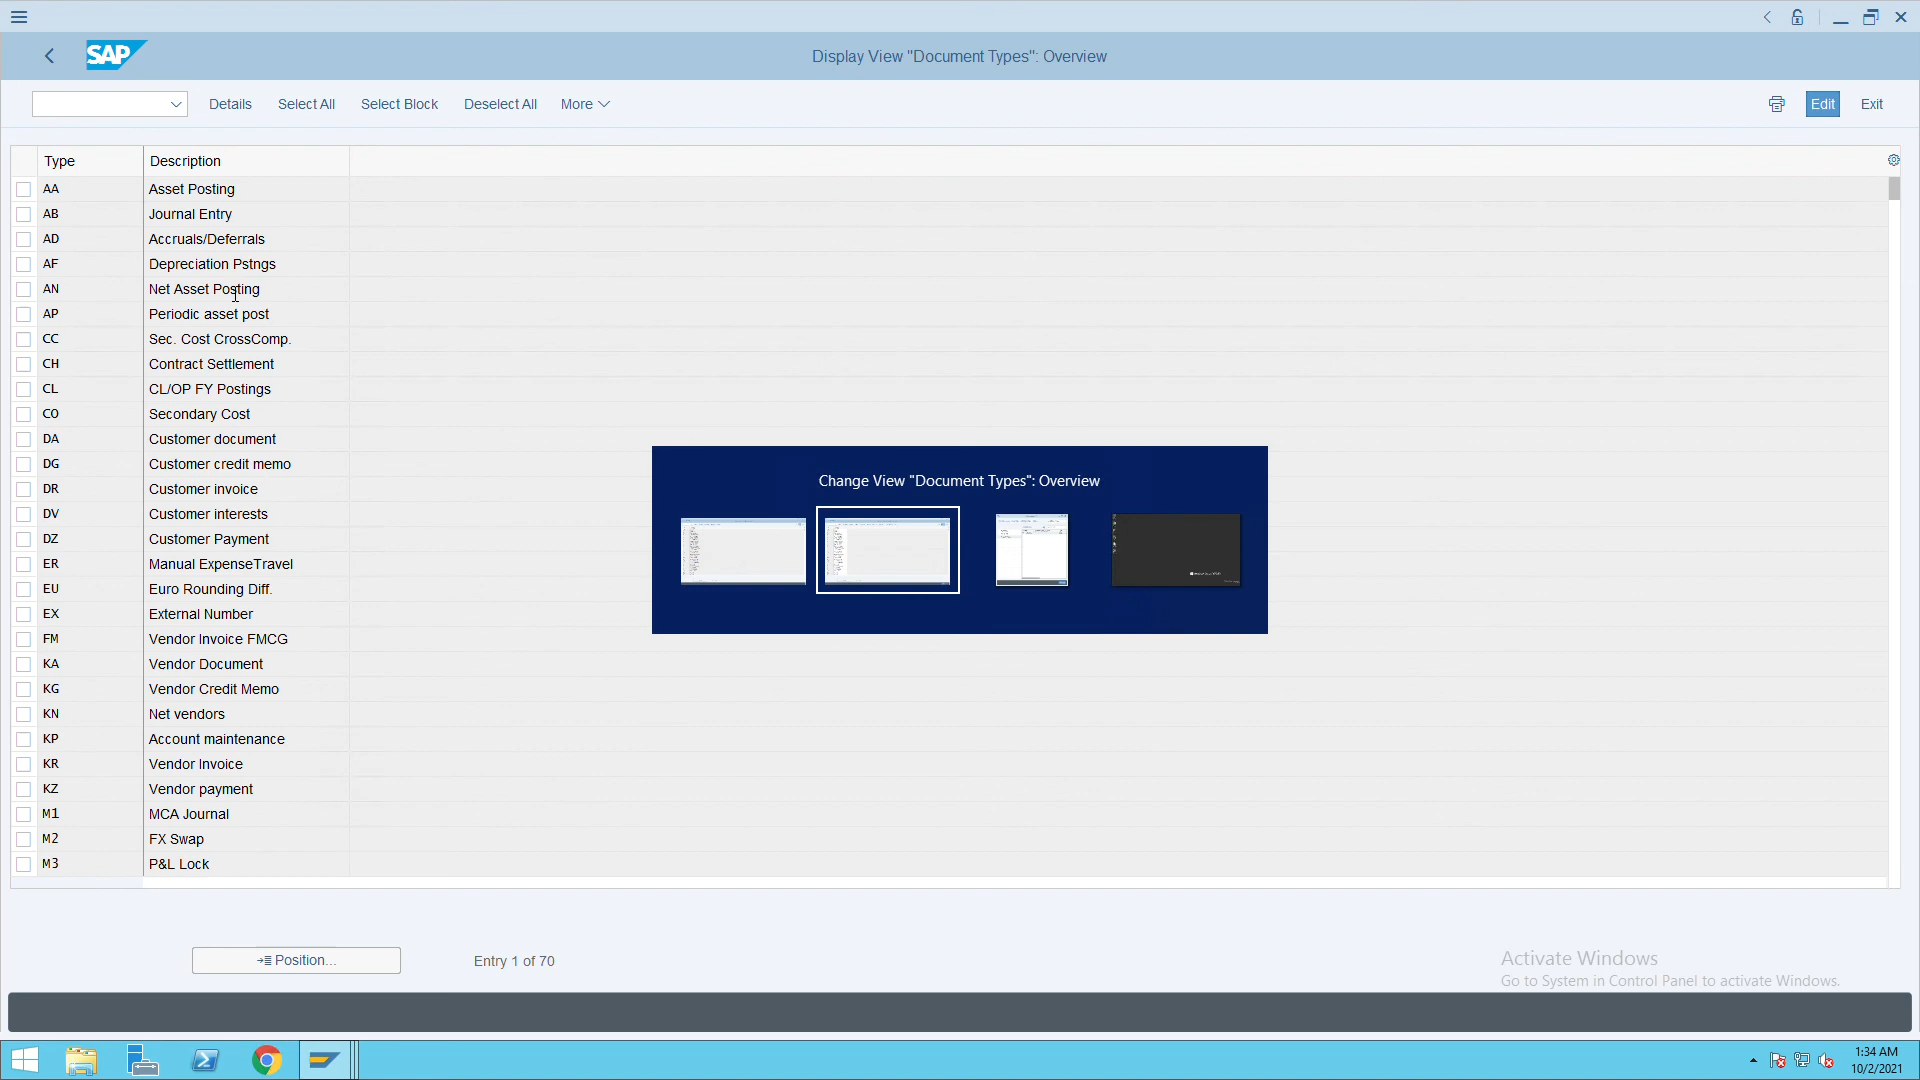 SAP
Display View "Document Types": Overview
Details Select All Select Block Deselect All More Edit Exit
Type Description
AA Asset Posting
AB Journal Entry
AD Accruals/Deferrals
AF Depreciation Pstngs
AN Net Asset Posting
AP Periodic asset post
CC Sec. Cost CrossComp.
CH Contract Settlement
CL CL/OP FY Postings
CO Secondary Cost
DA Customer document
DG Customer credit memo
DR Customer invoice
DV Customer interests
DZ Customer Payment
ER Manual ExpenseTravel
EU Euro Rounding Diff.
EX External Number
FM Vendor Invoice FMCG
KA Vendor Document
KG Vendor Credit Memo
KN Net vendors
KP Account maintenance
KR Vendor Invoice
KZ Vendor payment
M1 MCA Journal
M2 FX Swap
M3 P&L Lock
Change View "Document Types": Overview
Position... Entry 1 of 70
Activate Windows
Go to System in Control Panel to activate Windows.
1:34 AM
10/2/2021